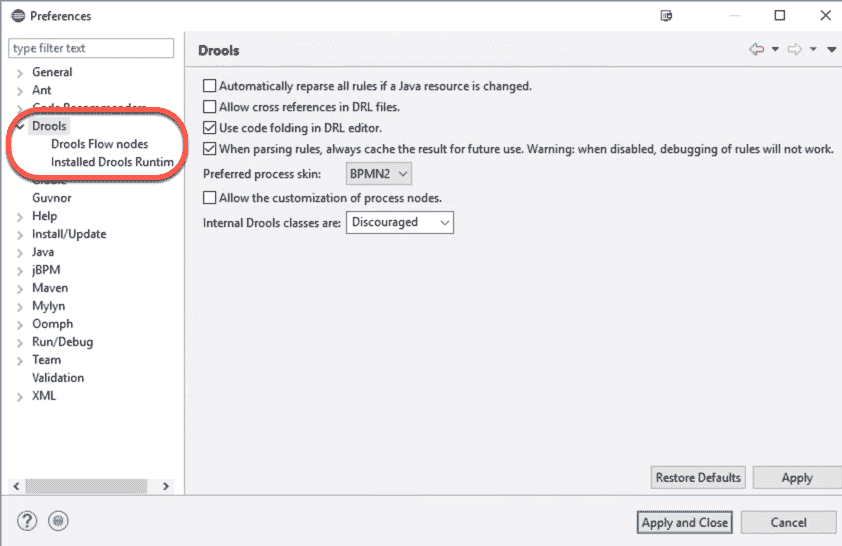 Preferences
type filter text
General
Ant
Code Recommenders
Drools
Drools Flow nodes
Installed Drools Runtim
Guvnor
Help
Install/Update
Java
jBPM
Maven
Mylyn
Oomph
Run/Debug
Team
Validation
XML
Drools
Automatically reparse all rules if a Java resource is changed.
Allow cross references in DRL files.
Use code folding in DRL editor.
When parsing rules, always cache the result for future use. Warning: when disabled, debugging of rules will not work.
Preferred process skin: BPMN2
Allow the customization of process nodes.
Internal Drools classes are: Discouraged
Restore Defaults Apply
Apply and Close Cancel